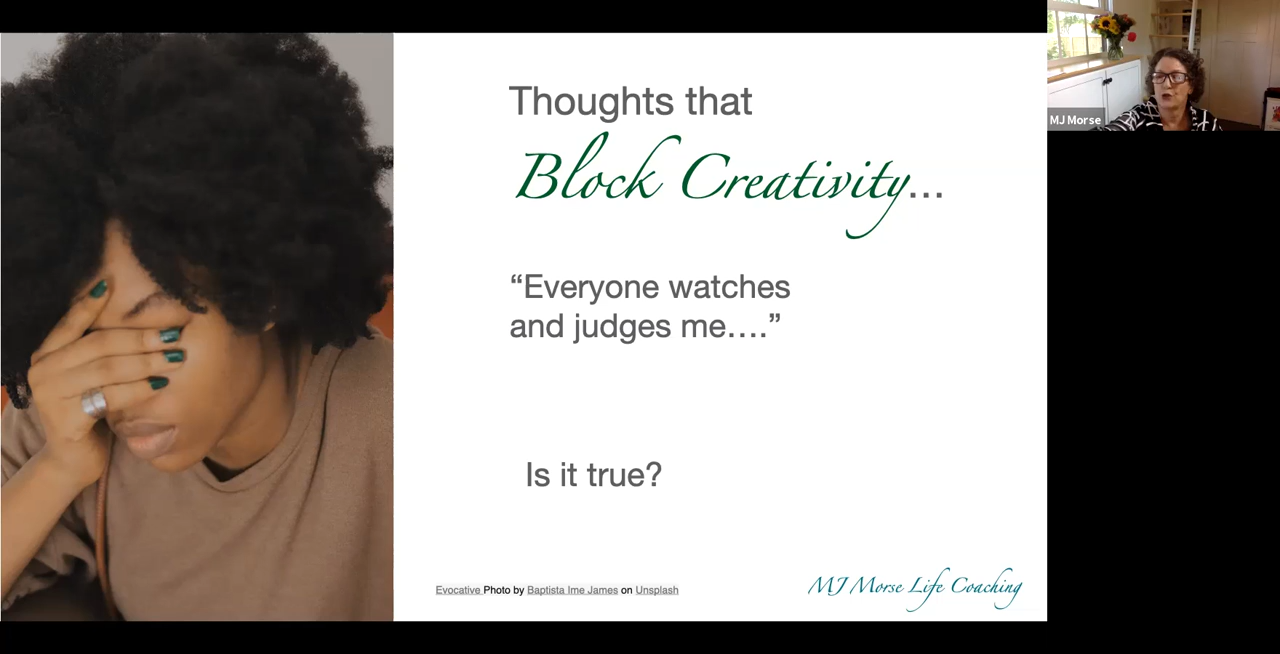 Thoughts that
Block Creativity...
“Everyone watches
and judges me….”
Is it true?
Evocative Photo by Baptista Ime James on Unsplash
MJ Morse Life Coaching
MJ Morse